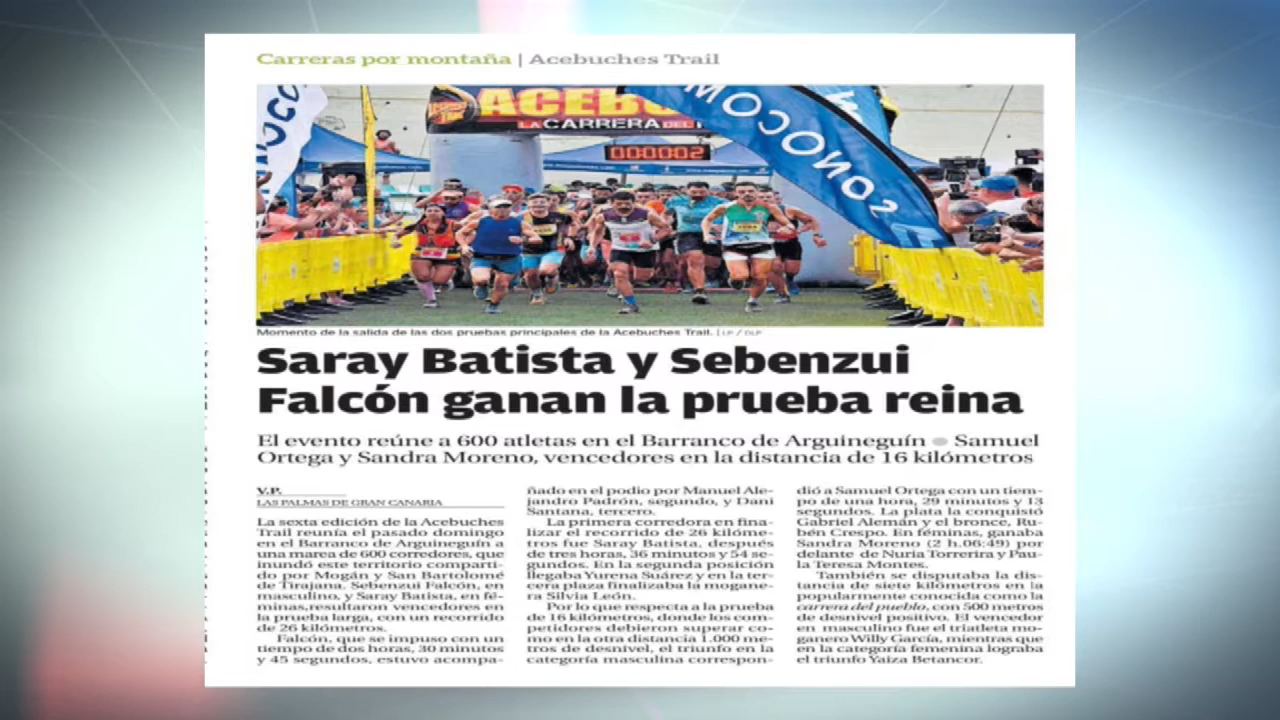 Carreras por montaña | Acebuches Trail
ACEBU
LA CARRERA DEL
MOCONOS
00:00:02
Momento de la salida de las dos pruebas principales de la Acebuches Trail. | LP / DLP
Saray Batista y Sebenzui
Falcón ganan la prueba reina
El evento reúne a 600 atletas en el Barranco de Arguineguín ● Samuel
Ortega y Sandra Moreno, vencedores en la distancia de 16 kilómetros
V.P.
LAS PALMAS DE GRAN CANARIA
La sexta edición de la Acebuches
Trail reunía el pasado domingo
en el Barranco de Arguineguín a
una marea de 600 corredores, que
inundó este territorio comparti-
do por Mogán y San Bartolomé
de Tirajana. Sebenzui Falcón, en
masculino, y Saray Batista, en fé-
minas,resultaron vencedores en
la prueba larga, con un recorrido
de 26 kilómetros.
Falcón, que se impuso con un
tiempo de dos horas, 30 minutos
y 45 segundos, estuvo acompa-
ñado en el podio por Manuel Ale-
jandro Padrón, segundo, y Dani
Santana, tercero.
La primera corredora en fina-
lizar el recorrido de 26 kilóme-
tros fue Saray Batista, después
de tres horas, 36 minutos y 54 se-
gundos. En la segunda posición
llegaba Yurena Suárez y en la ter-
cera plaza finalizaba la mogane-
ra Silvia León.
Por lo que respecta a la prueba
de 16 kilómetros, donde los com-
petidores debieron superar co-
mo en la otra distancia 1.000 me-
tros de desnivel, el triunfo en la
categoría masculina correspon-
dió a Samuel Ortega con un tiem-
po de una hora, 29 minutos y 13
segundos. La plata la conquistó
Gabriel Alemán y el bronce, Ru-
bén Crespo. En féminas, ganaba
Sandra Moreno (2 h.06:49) por
delante de Nuria Torrerira y Pau-
la Teresa Montes.
También se disputaba la dis-
tancia de siete kilómetros en la
popularmente conocida como la
carrera del pueblo, con 500 metros
de desnivel positivo. El vencedor
en masculino fue el triatleta mo-
ganero Willy García, mientras que
en la categoría femenina lograba
el triunfo Yaiza Betancor.